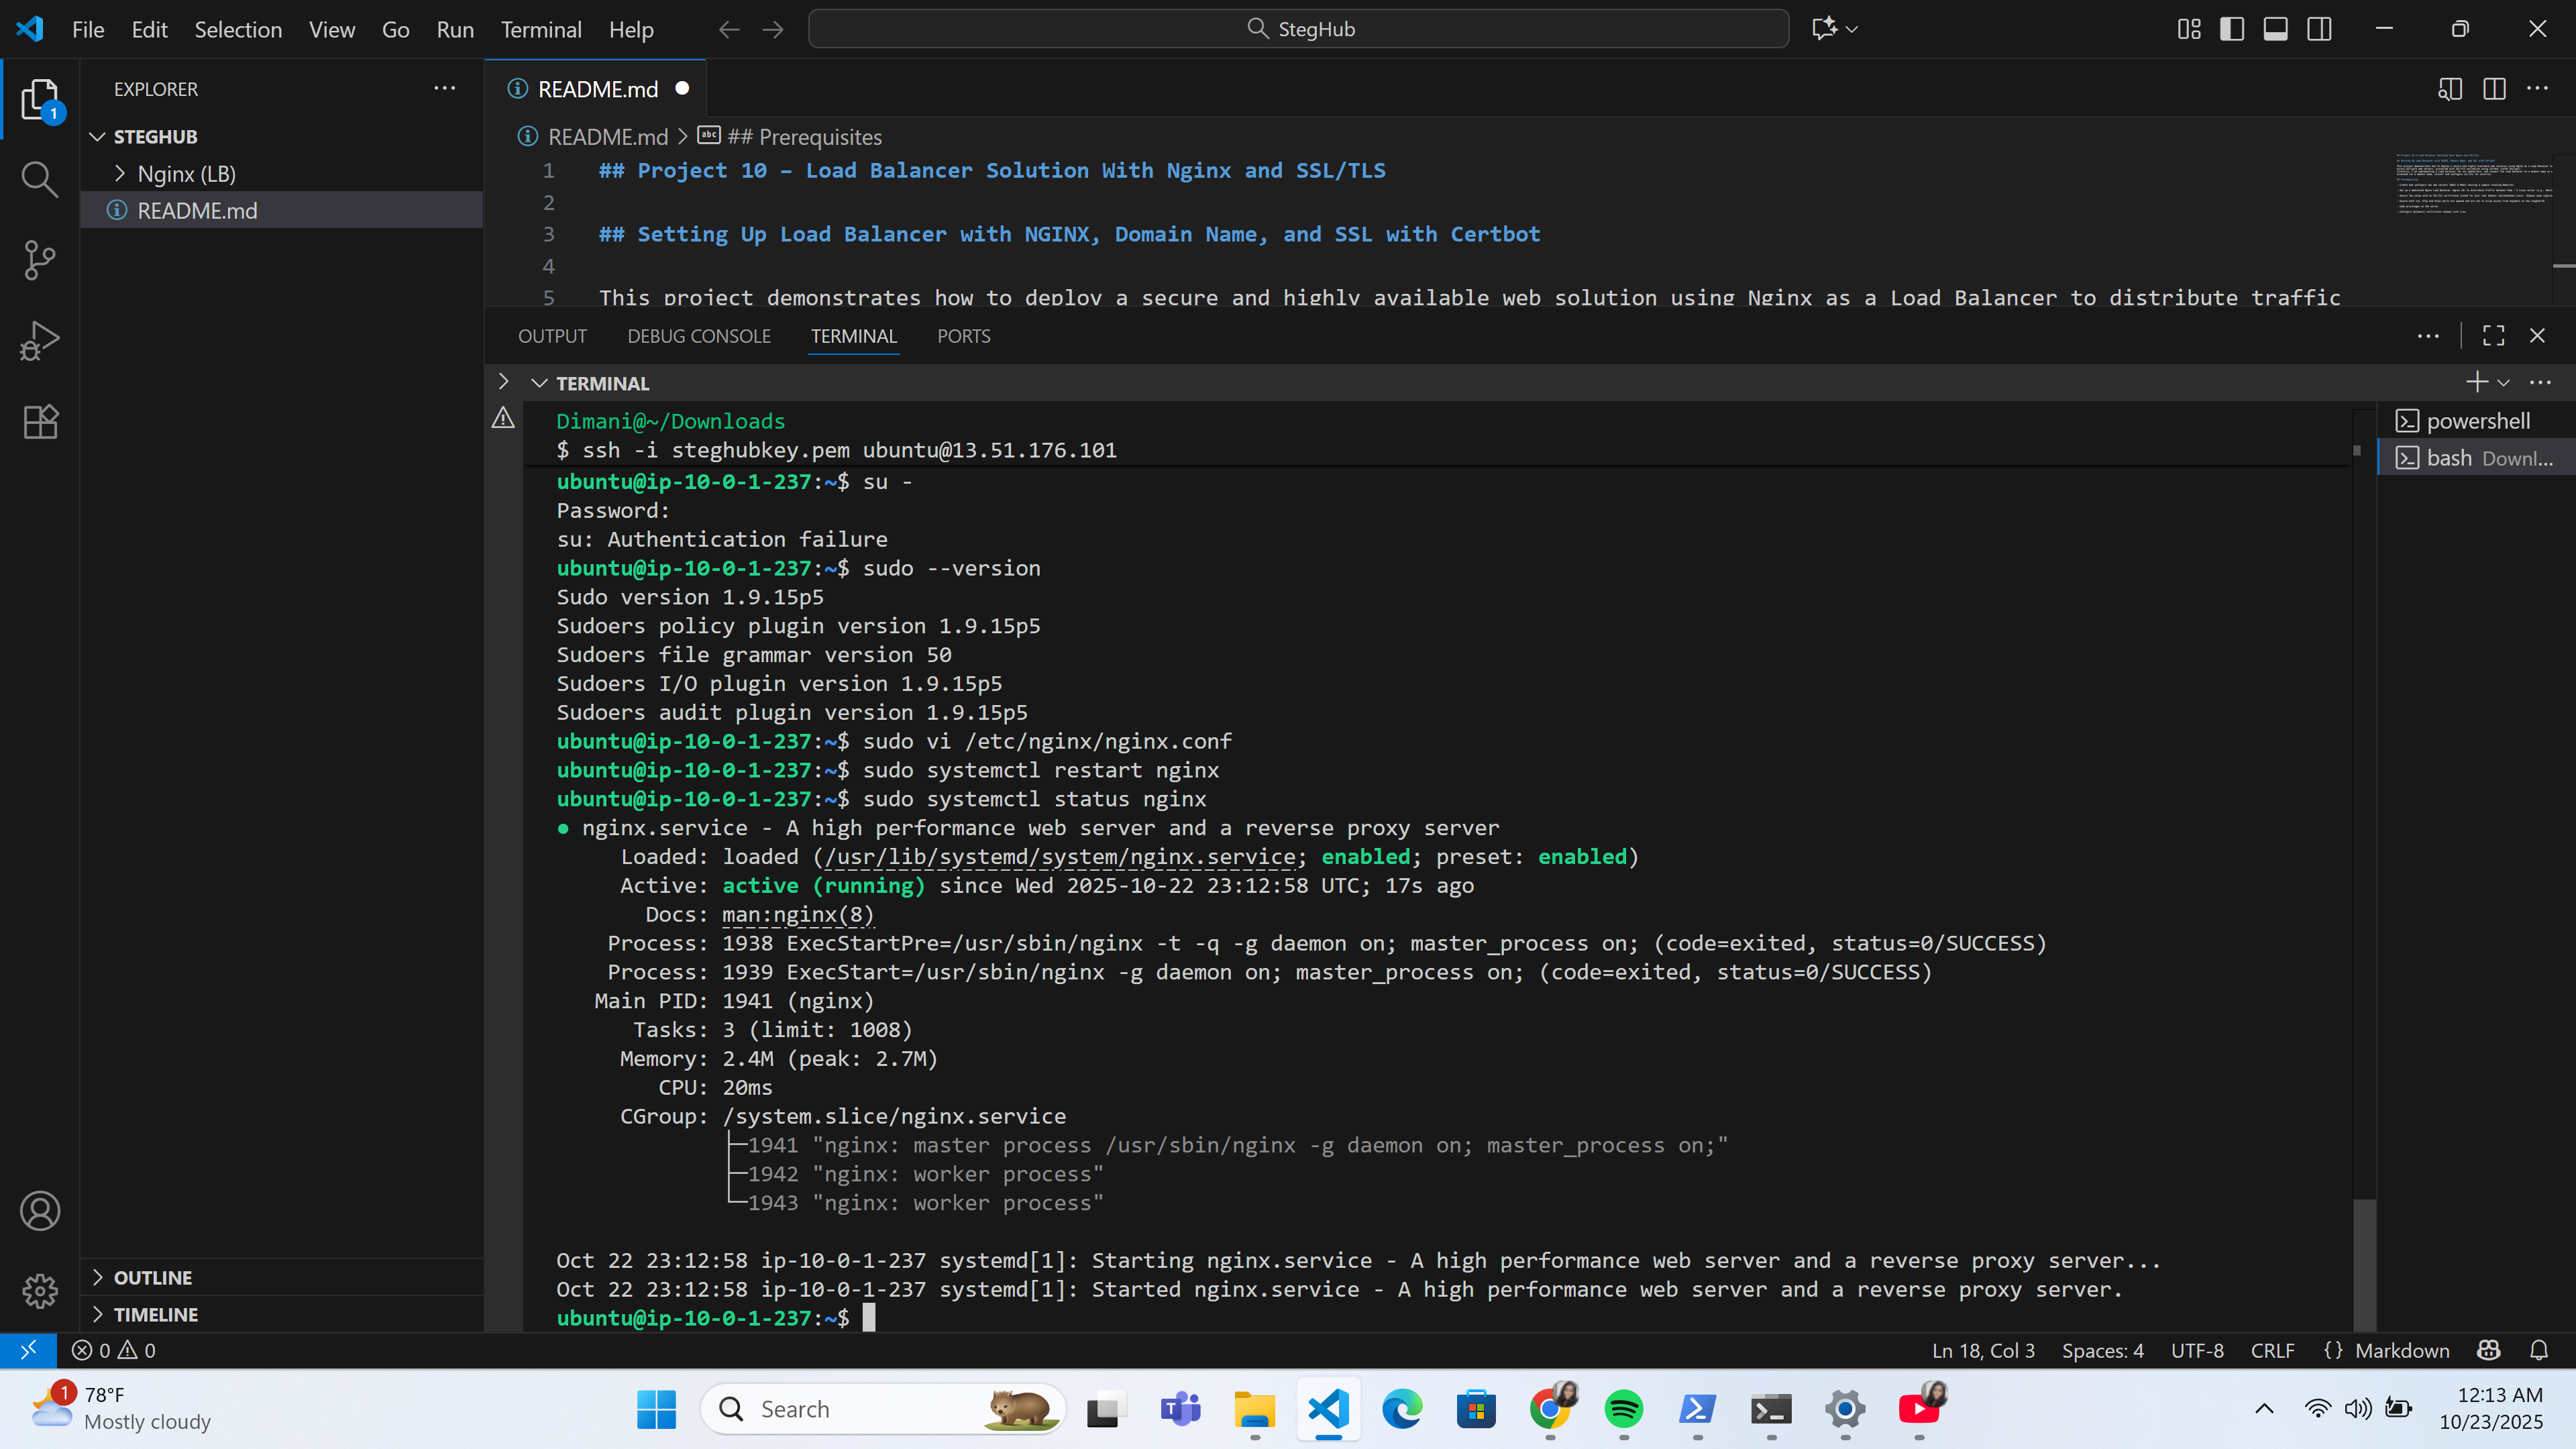 File Edit Selection View Go Run Terminal Help
StegHub
EXPLORER
1
STEGHUB
Nginx (LB)
README.md
README.md
README.md > ## Prerequisites
1 ## Project 10 – Load Balancer Solution With Nginx and SSL/TLS
2
3 ## Setting Up Load Balancer with NGINX, Domain Name, and SSL with Certbot
4
5 This project demonstrates how to deploy a secure and highly available web solution using Nginx as a Load Balancer to distribute traffic
OUTPUT DEBUG CONSOLE TERMINAL PORTS
TERMINAL
powershell
bash Downl...
Dimani@~/Downloads
$ ssh -i steghubkey.pem ubuntu@13.51.176.101
ubuntu@ip-10-0-1-237:~$ su -
Password:
su: Authentication failure
ubuntu@ip-10-0-1-237:~$ sudo --version
Sudo version 1.9.15p5
Sudoers policy plugin version 1.9.15p5
Sudoers file grammar version 50
Sudoers I/O plugin version 1.9.15p5
Sudoers audit plugin version 1.9.15p5
ubuntu@ip-10-0-1-237:~$ sudo vi /etc/nginx/nginx.conf
ubuntu@ip-10-0-1-237:~$ sudo systemctl restart nginx
ubuntu@ip-10-0-1-237:~$ sudo systemctl status nginx
● nginx.service - A high performance web server and a reverse proxy server
Loaded: loaded (/usr/lib/systemd/system/nginx.service; enabled; preset: enabled)
Active: active (running) since Wed 2025-10-22 23:12:58 UTC; 17s ago
Docs: man:nginx(8)
Process: 1938 ExecStartPre=/usr/sbin/nginx -t -q -g daemon on; master_process on; (code=exited, status=0/SUCCESS)
Process: 1939 ExecStart=/usr/sbin/nginx -g daemon on; master_process on; (code=exited, status=0/SUCCESS)
Main PID: 1941 (nginx)
Tasks: 3 (limit: 1008)
Memory: 2.4M (peak: 2.7M)
CPU: 20ms
CGroup: /system.slice/nginx.service
├─1941 "nginx: master process /usr/sbin/nginx -g daemon on; master_process on;"
├─1942 "nginx: worker process"
└─1943 "nginx: worker process"
Oct 22 23:12:58 ip-10-0-1-237 systemd[1]: Starting nginx.service - A high performance web server and a reverse proxy server...
Oct 22 23:12:58 ip-10-0-1-237 systemd[1]: Started nginx.service - A high performance web server and a reverse proxy server.
ubuntu@ip-10-0-1-237:~$
OUTLINE
TIMELINE
0 0
Ln 18, Col 3 Spaces: 4 UTF-8 CRLF {} Markdown
1
78°F
Mostly cloudy
Search
12:13 AM
10/23/2025